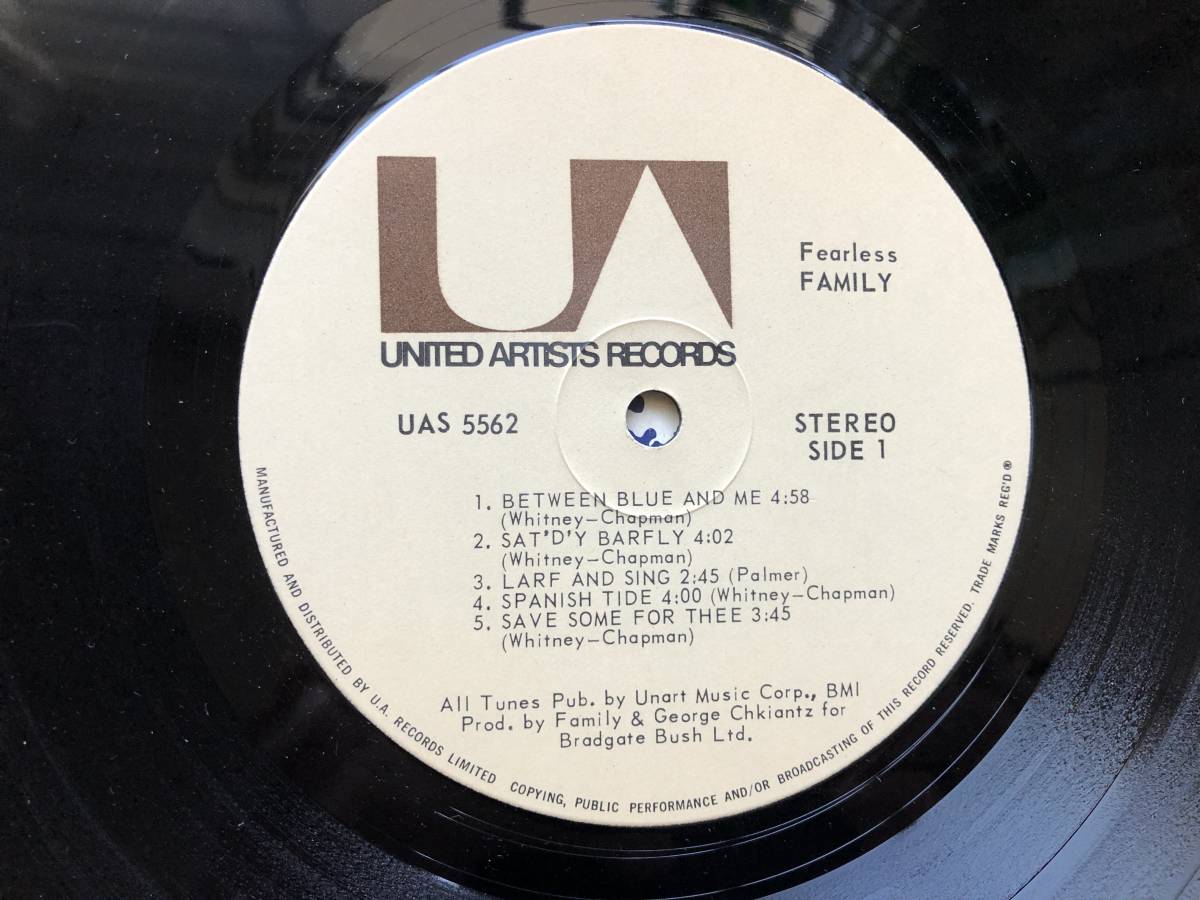 UA
UNITED ARTISTS RECORDS
Fearless
FAMILY
UAS 5562
STEREO
SIDE 1
1. BETWEEN BLUE AND ME 4:58
(Whitney-Chapman)
2. SAT'D'Y BARFLY 4:02
(Whitney-Chapman)
3. LARF AND SING 2:45 (Palmer)
4. SPANISH TIDE 4:00 (Whitney-Chapman)
5. SAVE SOME FOR THEE 3:45
(Whitney-Chapman)
All Tunes Pub. by Unart Music Corp., BMI
Prod. by Family & George Chkiantz for
Bradgate Bush Ltd.
MANUFACTURED AND DISTRIBUTED BY U.A. RECORDS LIMITED COPYING, PUBLIC PERFORMANCE AND/OR BROADCASTING OF THIS RECORD RESERVED. TRADE MARKS REG'D®